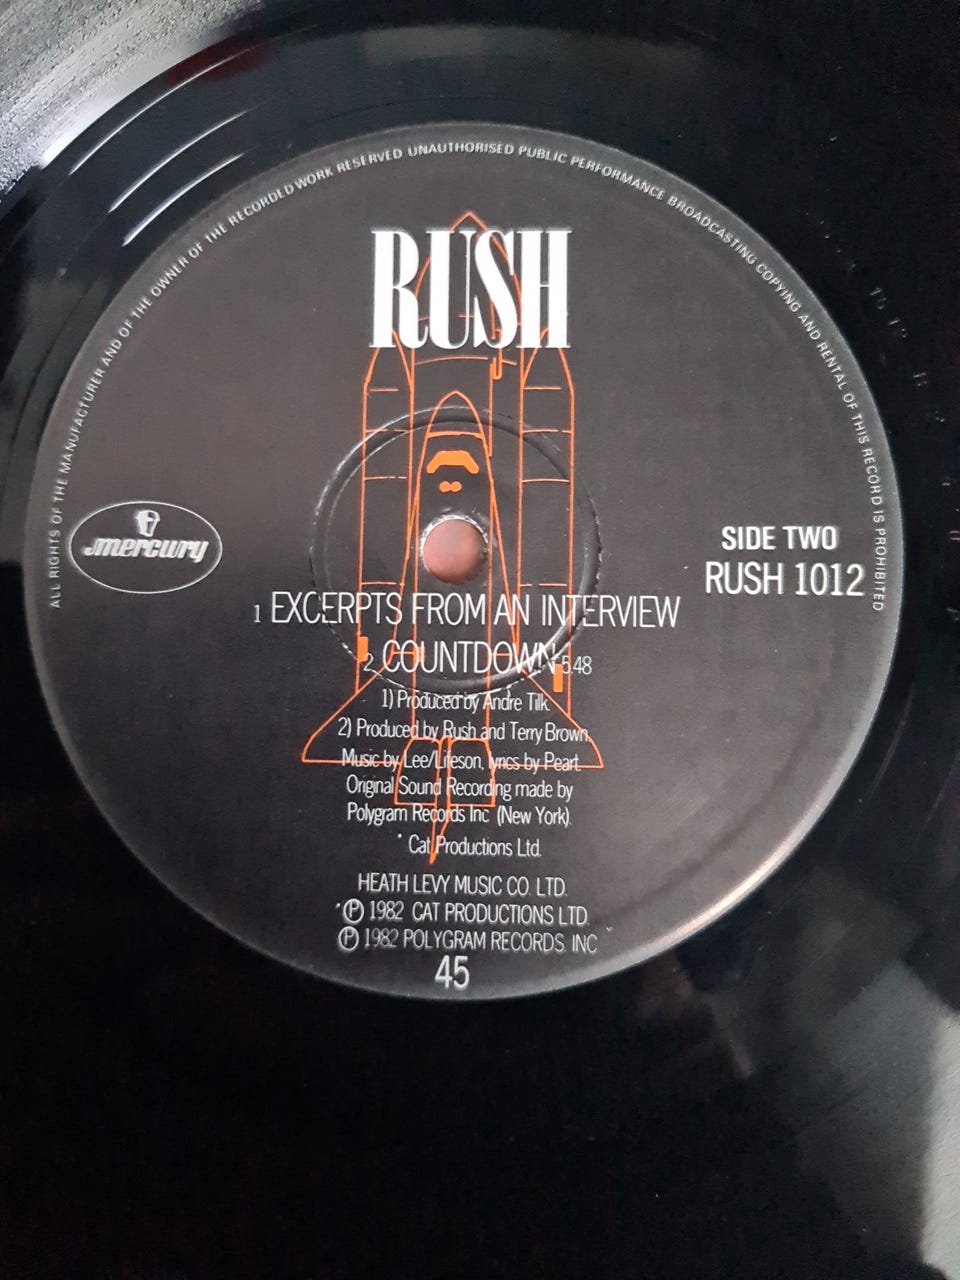 ALL RIGHTS OF THE MANUFACTURER AND OF THE OWNER OF THE RECORDED WORK RESERVED UNAUTHORISED PUBLIC PERFORMANCE BROADCASTING COPYING AND RENTAL OF THIS RECORD IS PROHIBITED
RUSH
mercury
SIDE TWO
RUSH 1012
1 EXCERPTS FROM AN INTERVIEW
2. COUNTDOWN 5.48
1) Produced by Andre Tilk.
2) Produced by Rush and Terry Brown.
Music by Lee/Lifeson, lyrics by Peart.
Original Sound Recording made by
Polygram Records Inc (New York).
* Cat Productions Ltd.
HEATH LEVY MUSIC CO. LTD.
* Ⓟ 1982 CAT PRODUCTIONS LTD.
Ⓟ 1982 POLYGRAM RECORDS. INC
45